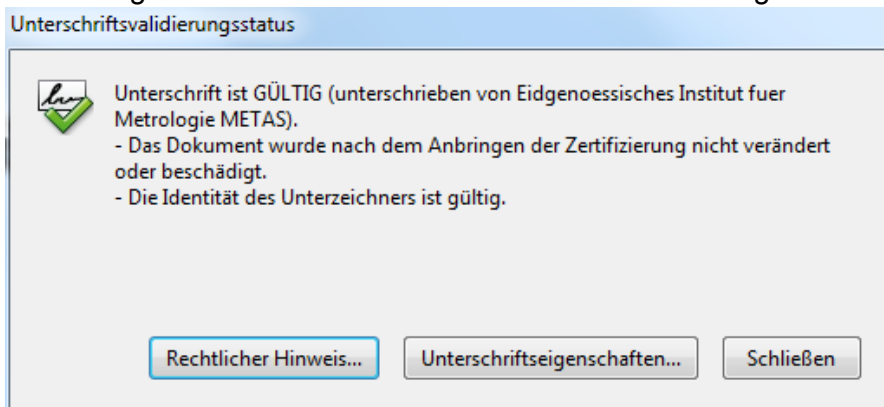 Unterschriftsvalidierungsstatus
Unterschrift ist GÜLTIG (unterschrieben von Eidgenoessisches Institut fuer
Metrologie METAS).
- Das Dokument wurde nach dem Anbringen der Zertifizierung nicht verändert
oder beschädigt.
- Die Identität des Unterzeichners ist gültig.
Rechtlicher Hinweis... Unterschriftseigenschaften... Schließen